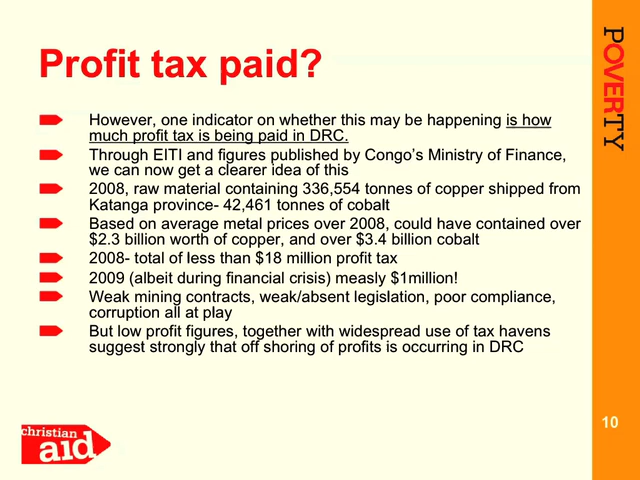 Profit tax paid?
However, one indicator on whether this may be happening is how
much profit tax is being paid in DRC.
Through EITI and figures published by Congo's Ministry of Finance,
we can now get a clearer idea of this
2008, raw material containing 336,554 tonnes of copper shipped from
Katanga province- 42,461 tonnes of cobalt
Based on average metal prices over 2008, could have contained over
$2.3 billion worth of copper, and over $3.4 billion cobalt
2008- total of less than $18 million profit tax
2009 (albeit during financial crisis) measly $1million!
Weak mining contracts, weak/absent legislation, poor compliance,
corruption all at play
But low profit figures, together with widespread use of tax havens
suggest strongly that off shoring of profits is occurring in DRC
POVERTY
10
christian
aid